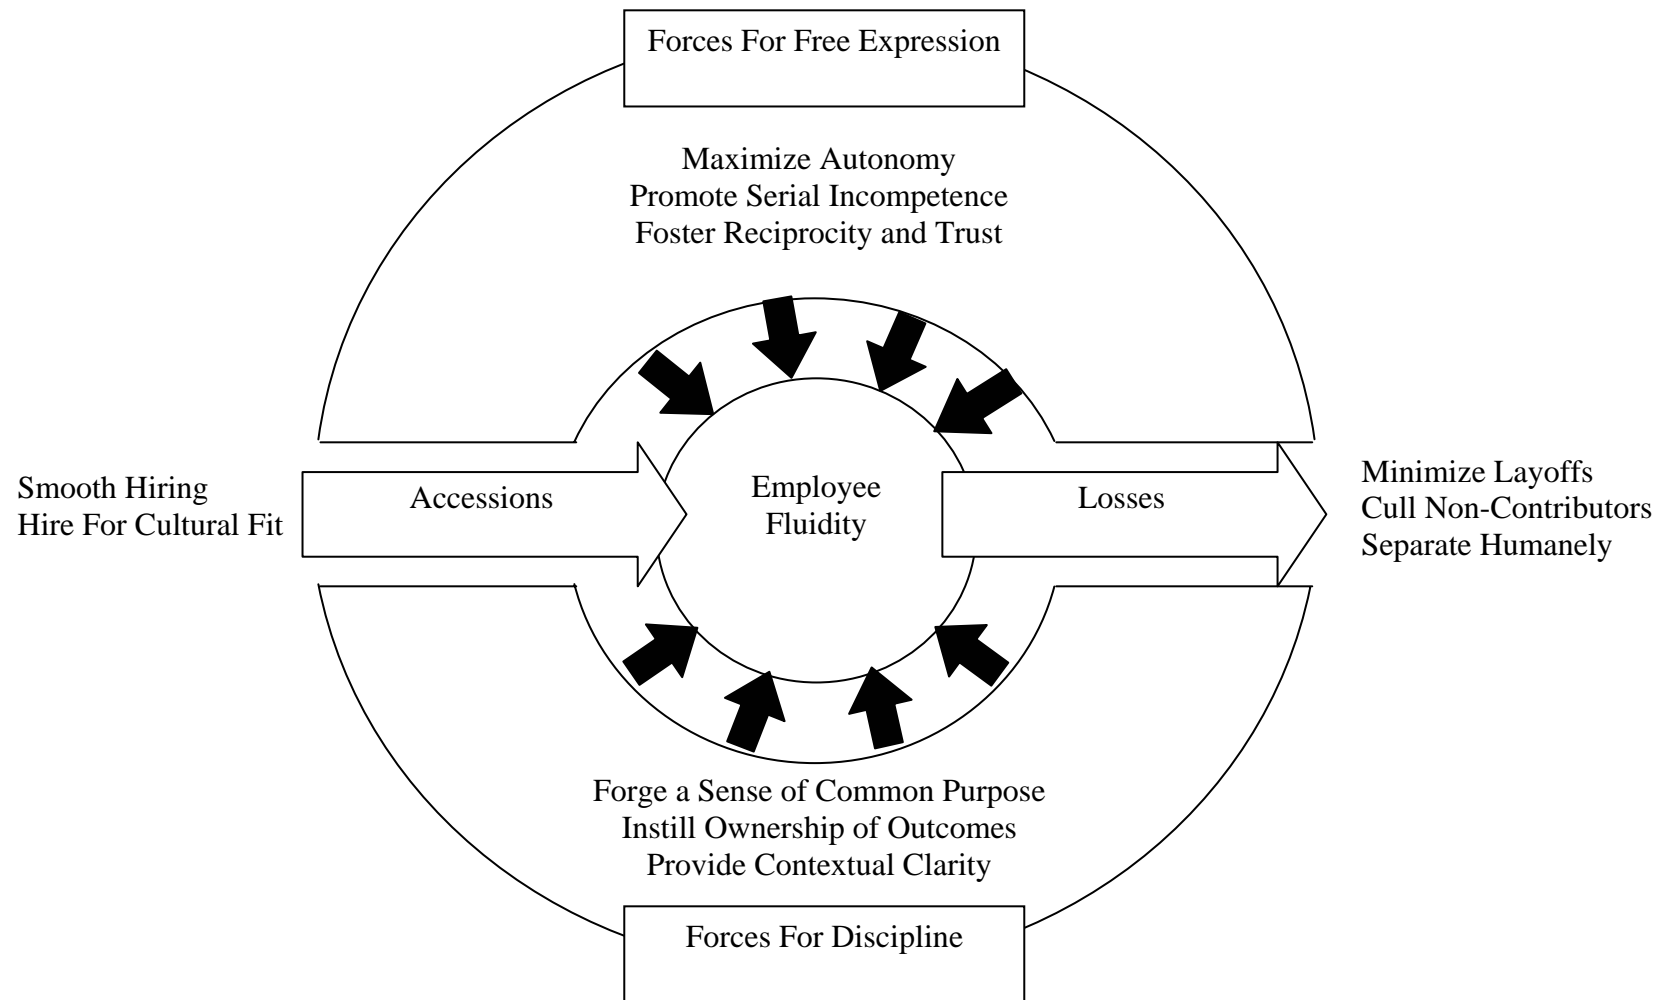 Forces For Free Expression
Maximize Autonomy
Promote Serial Incompetence
Foster Reciprocity and Trust
Smooth Hiring
Hire For Cultural Fit
Accessions
Employee
Fluidity
Losses
Minimize Layoffs
Cull Non-Contributors
Separate Humanely
Forge a Sense of Common Purpose
Instill Ownership of Outcomes
Provide Contextual Clarity
Forces For Discipline